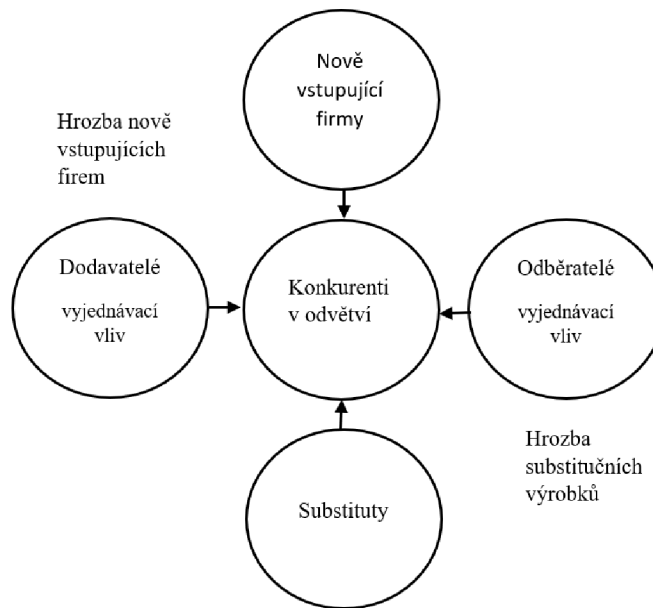 Nově
vstupující
firmy
Hrozba nově
vstupujících
firem
Dodavatelé
vyjednávací
vliv
Konkurenti
v odvětví
Odběratelé
vyjednávací
vliv
Hrozba
substitučních
výrobků
Substituty